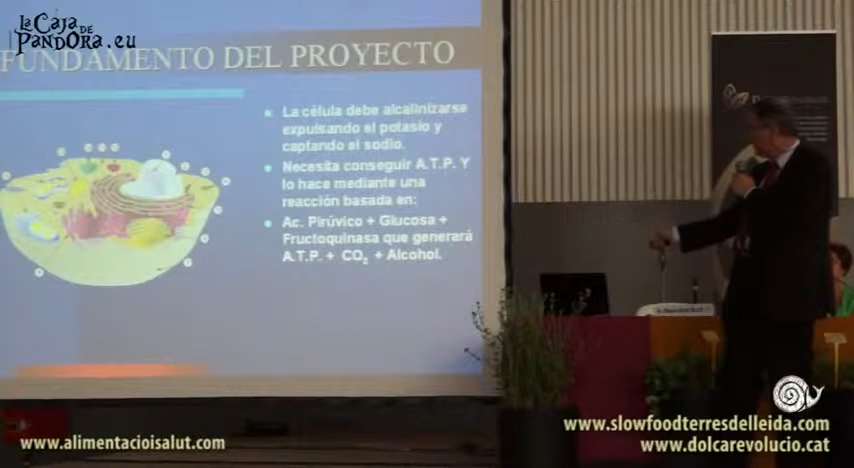 La Caja
DE
PandOra.eu
FUNDAMENTO DEL PROYECTO
La célula debe alcalinizarse
expulsando el potasio y
captando el sodio.
Necesita conseguir A.T.P. Y
lo hace mediante una
reacción basada en:
Ac. Pirúvico + Glucosa +
Fructoquinasa que generará
A.T.P. + CO2 + Alcohol.
www.alimentacioisalut.com
www.slowfoodterresdelleida.com
www.dolcarevolucio.cat